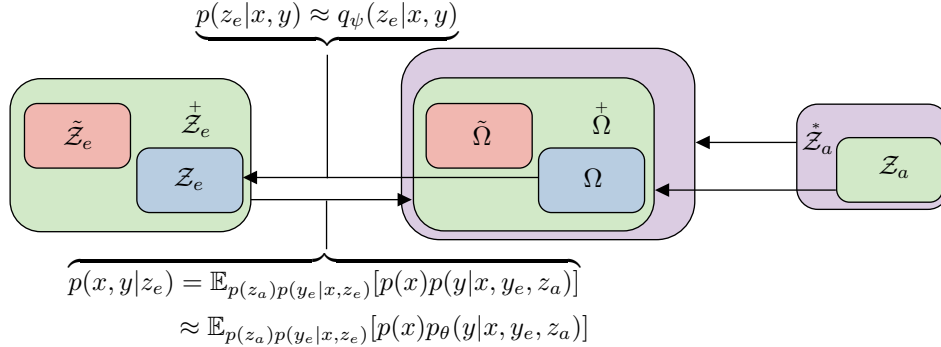 p(z_e|x, y) ≈ q_ψ(z_e|x, y)
𝒵̃_e
𝒵⁺_e
𝒵_e
Ω̃
Ω⁺
Ω
𝒵*_a
𝒵_a
p(x, y|z_e) = 𝔼_{p(z_a)p(y_e|x,z_e)}[p(x)p(y|x, y_e, z_a)]
≈ 𝔼_{p(z_a)p(y_e|x,z_e)}[p(x)p_θ(y|x, y_e, z_a)]